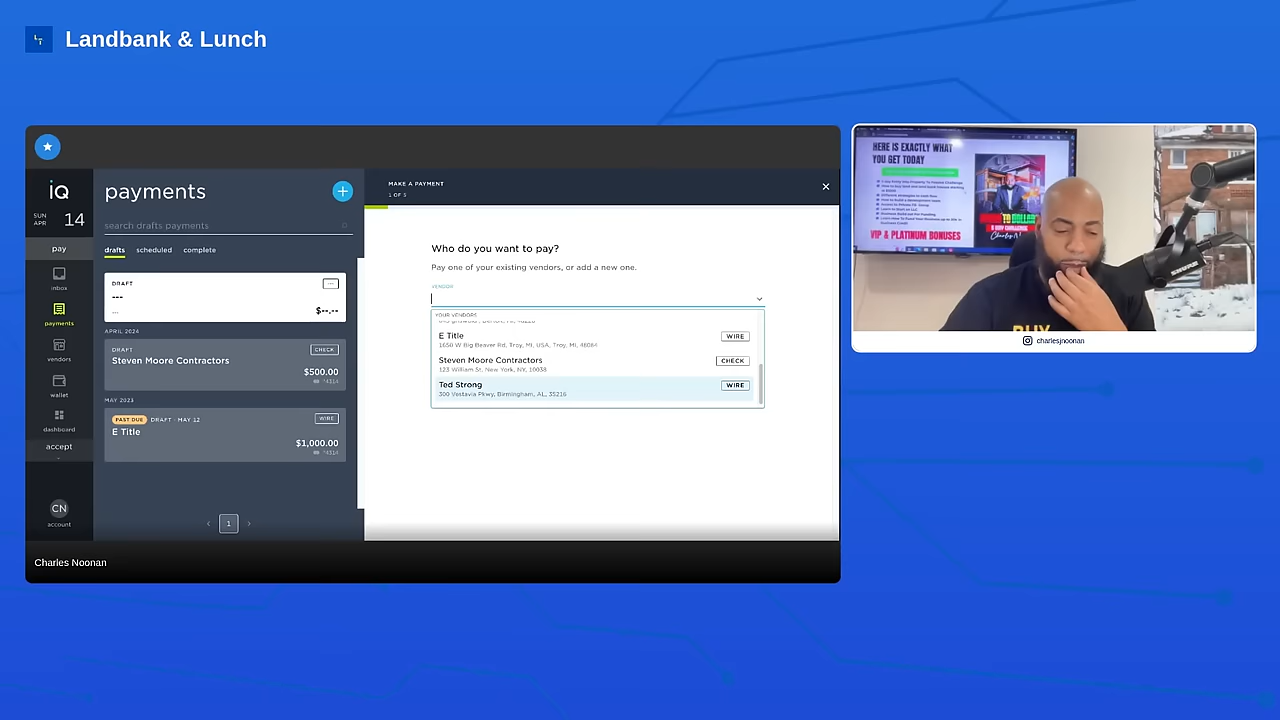 Landbank & Lunch
iQ
SUN
APR
14
pay
inbox
payments
vendors
wallet
dashboard
accept
CN
account
payments
search drafts payments
drafts
scheduled
complete
DRAFT
---
...
$--.--
APRIL 2024
DRAFT
CHECK
Steven Moore Contractors
$500.00
*4314
MAY 2023
PAST DUE
DRAFT · MAY 12
WIRE
E Title
$1,000.00
*4314
1
MAKE A PAYMENT
1 OF 5
Who do you want to pay?
Pay one of your existing vendors, or add a new one.
VENDOR
YOUR VENDORS
E Title
WIRE
1650 W Big Beaver Rd, Troy, MI, USA, Troy, MI, 48084
Steven Moore Contractors
CHECK
123 William St, New York, NY, 10038
Ted Strong
WIRE
300 Vestavia Pkwy, Birmingham, AL, 35216
Charles Noonan
HERE IS EXACTLY WHAT
YOU GET TODAY
VIP & PLATINUM BONUSES
SHURE
BUY
charlesjnoonan